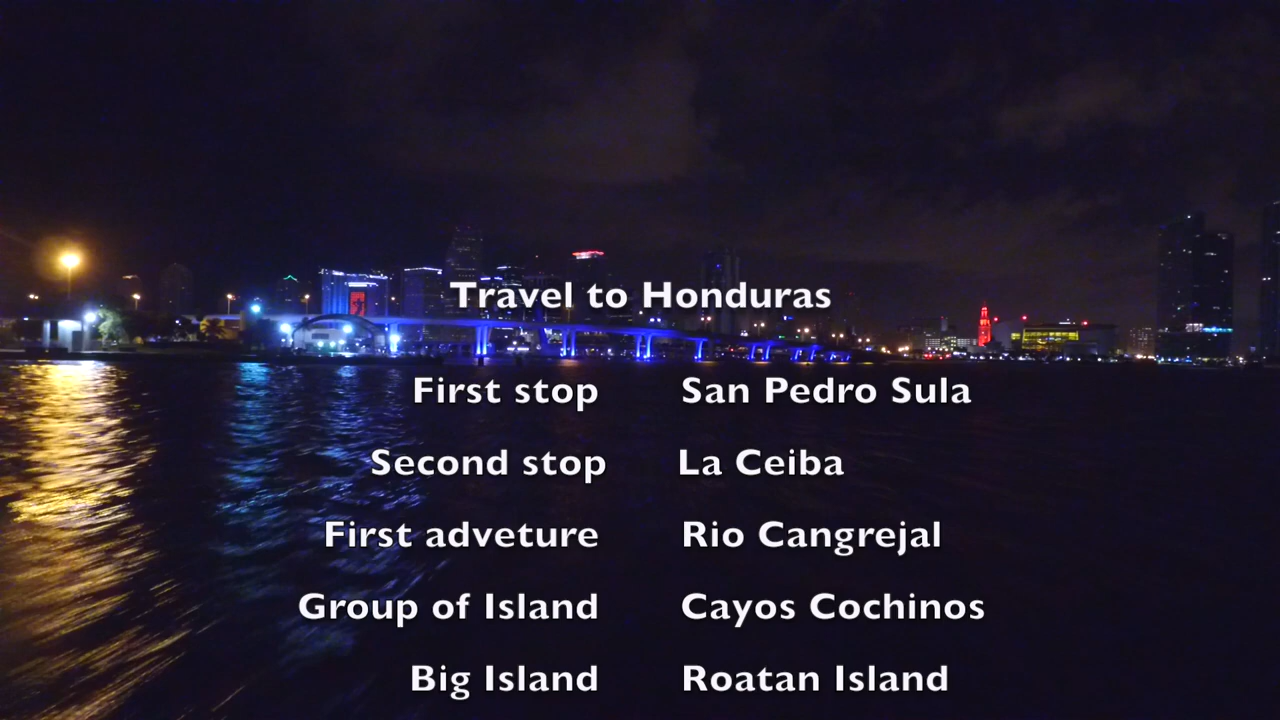 Travel to Honduras
First stop San Pedro Sula
Second stop La Ceiba
First adveture Rio Cangrejal
Group of Island Cayos Cochinos
Big Island Roatan Island